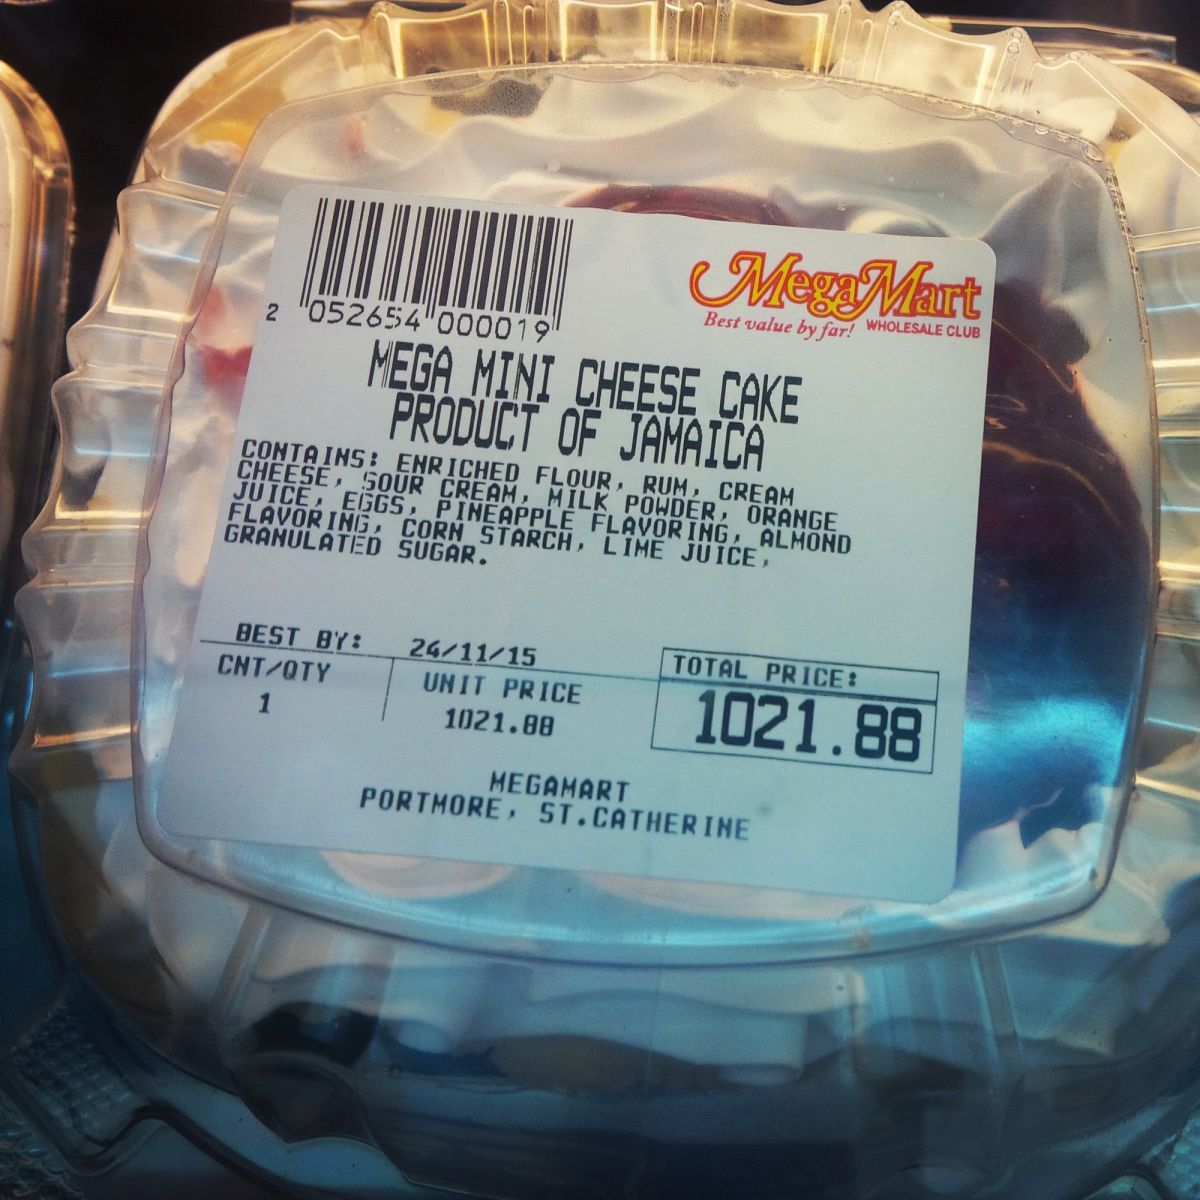 2 052654 000019
MegaMart
Best value by far! WHOLESALE CLUB
MEGA MINI CHEESE CAKE
PRODUCT OF JAMAICA
CONTAINS: ENRICHED FLOUR, RUM, CREAM
CHEESE, SOUR CREAM, MILK POWDER, ORANGE
JUICE, EGGS, PINEAPPLE FLAVORING, ALMOND
FLAVORING, CORN STARCH, LIME JUICE,
GRANULATED SUGAR.
BEST BY: 24/11/15
CNT/QTY UNIT PRICE TOTAL PRICE:
1 1021.88 1021.88
MEGAMART
PORTMORE, ST.CATHERINE